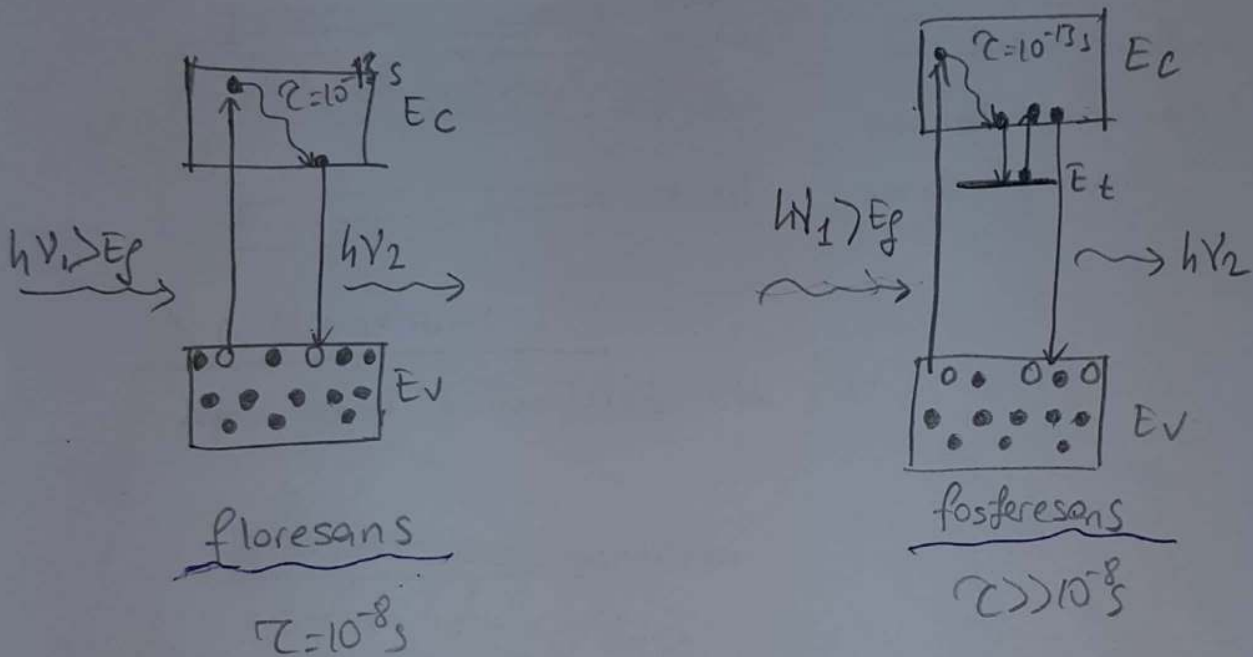 τ=10⁻¹³ s
Ec
hν₁>Eg
hν2
Ev
floresans
τ=10⁻⁸s
τ=10⁻¹³s
Ec
Et
hν1>Eg
hν2
Ev
fosferesans
τ>>10⁻⁸s